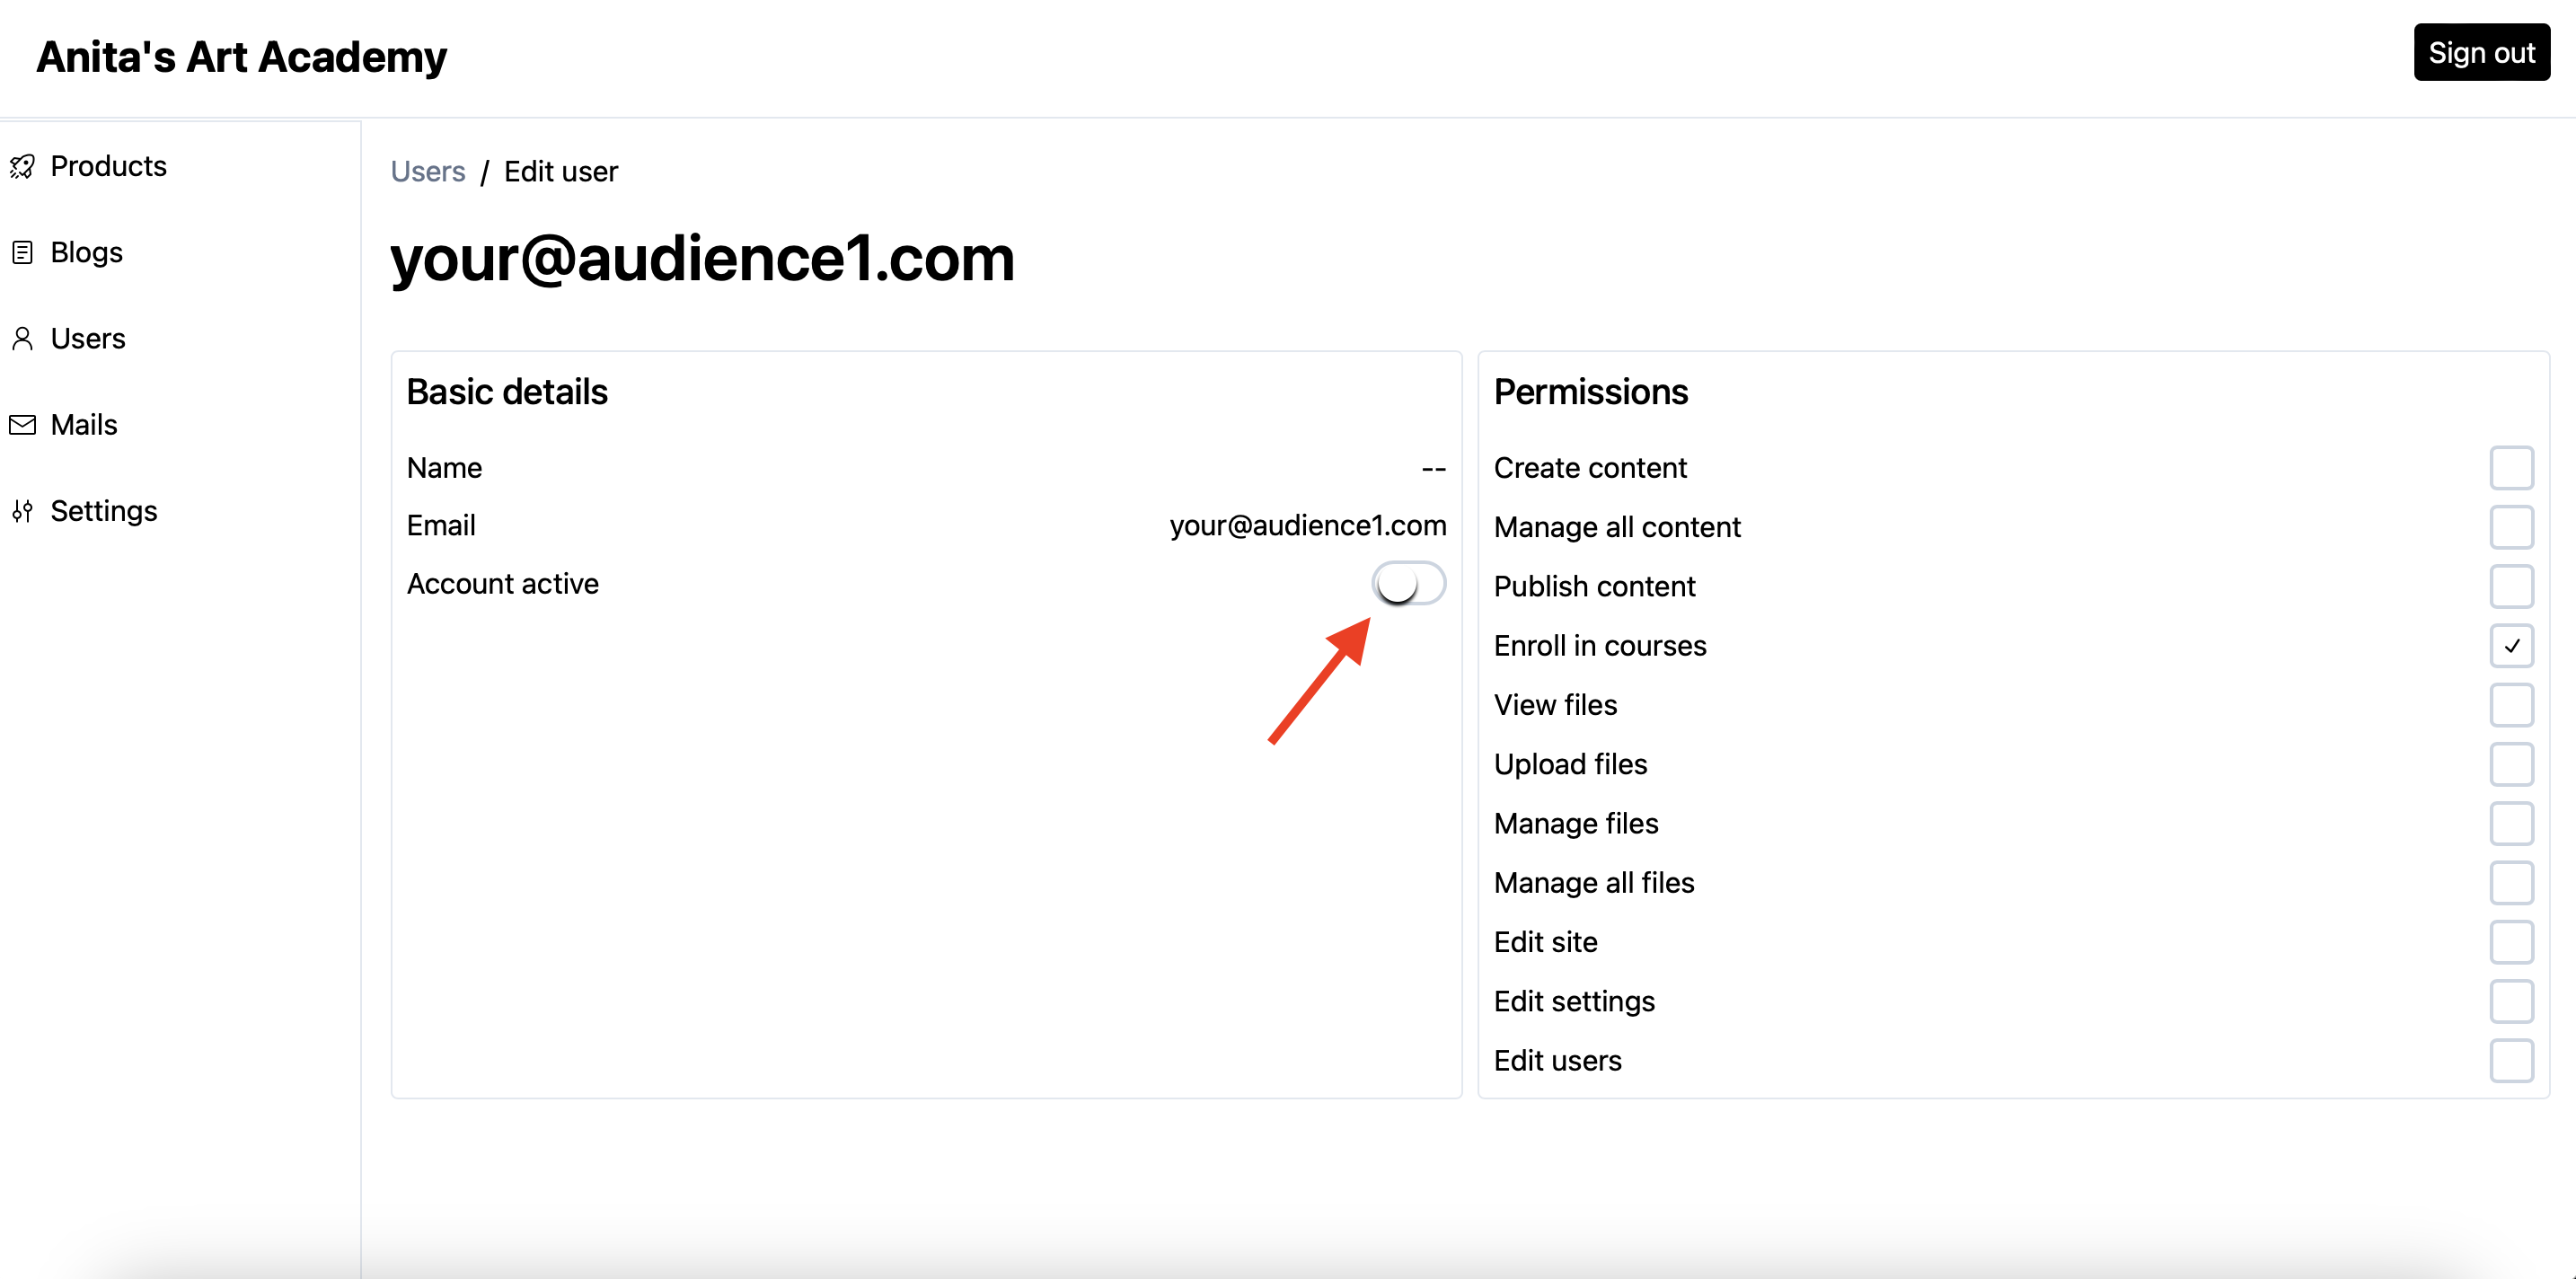 Anita's Art Academy
Sign out
Products
Blogs
Users
Mails
Settings
Users / Edit user
your@audience1.com
Basic details
Name --
Email your@audience1.com
Account active
Permissions
Create content
Manage all content
Publish content
Enroll in courses
View files
Upload files
Manage files
Manage all files
Edit site
Edit settings
Edit users